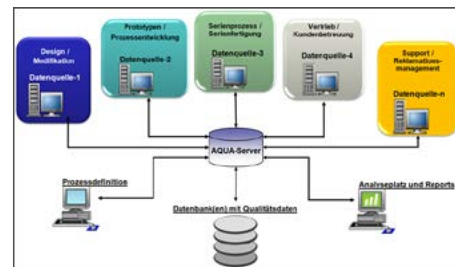 Design /
Modifikation
Datenquelle-1
Prototypen /
Prozessentwicklung
Datenquelle-2
Serienprozess /
Serienfertigung
Datenquelle-3
Vertrieb /
Kundenbetreuung
Datenquelle-4
Support /
Reklamations-
management
Datenquelle-n
AQUA-Server
Prozessdefinition
Datenbank(en) mit Qualitätsdaten
Analyseplatz und Reports